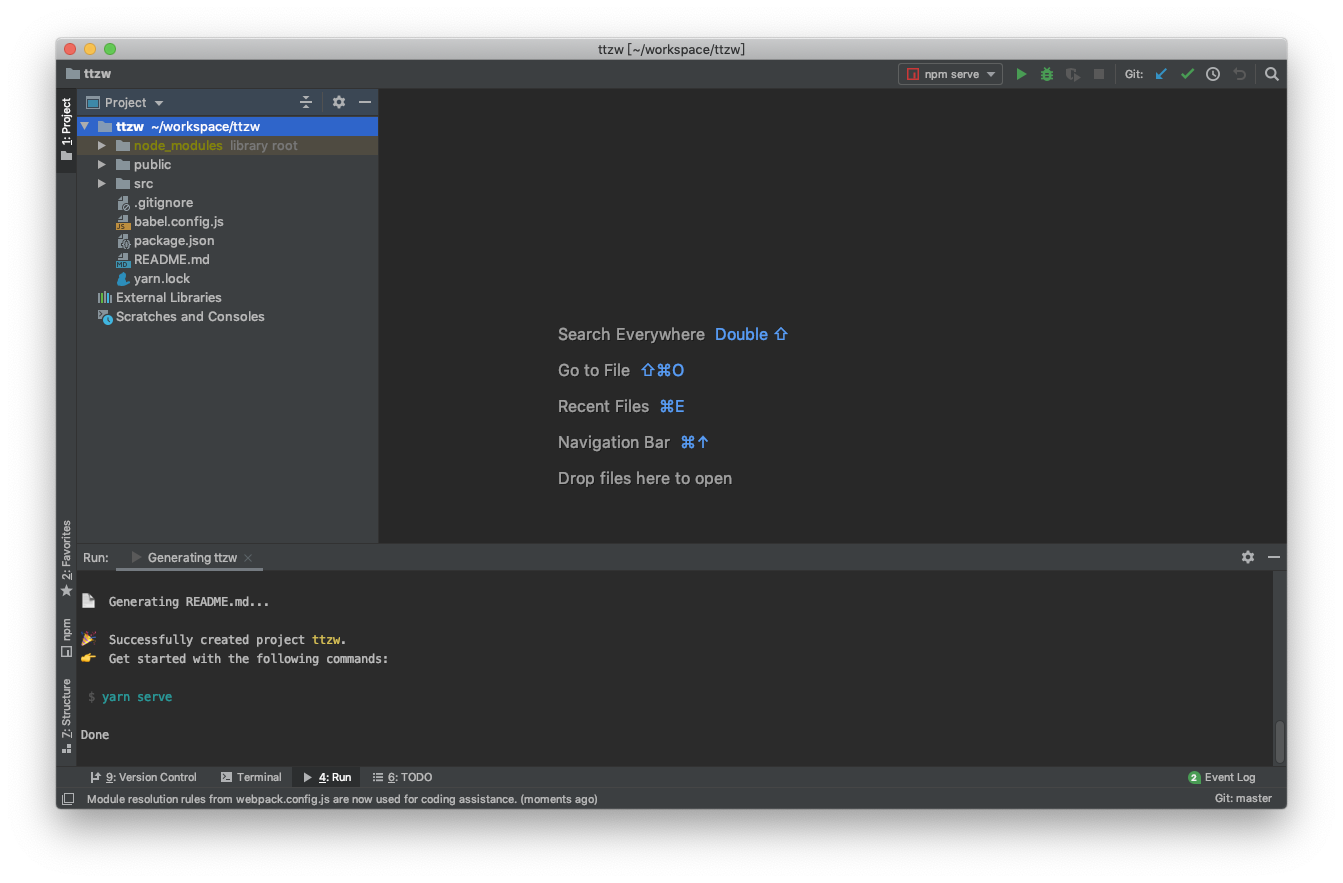 ttzw [~/workspace/ttzw]
ttzw
npm serve
Git:
1: Project
Project
ttzw ~/workspace/ttzw
node_modules library root
public
src
.gitignore
babel.config.js
package.json
README.md
yarn.lock
External Libraries
Scratches and Consoles
Search Everywhere Double ⇧
Go to File ⇧⌘O
Recent Files ⌘E
Navigation Bar ⌘↑
Drop files here to open
2: Favorites
npm
Z: Structure
Run:
Generating ttzw
Generating README.md...
Successfully created project ttzw.
Get started with the following commands:
$ yarn serve
Done
9: Version Control
Terminal
4: Run
6: TODO
2 Event Log
Module resolution rules from webpack.config.js are now used for coding assistance. (moments ago)
Git: master